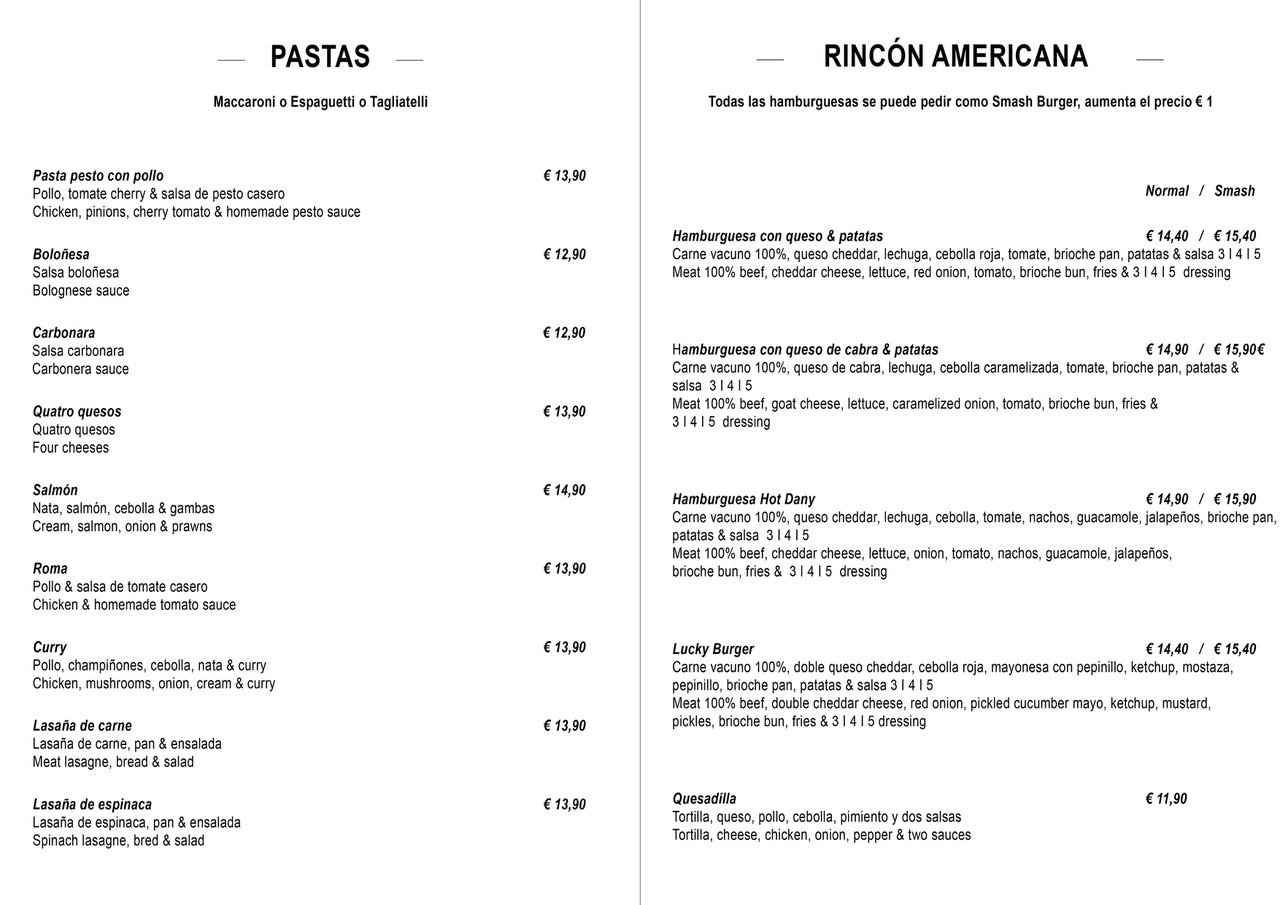 PASTAS
Maccaroni o Espaguetti o Tagliatelli
Pasta pesto con pollo € 13,90
Pollo, tomate cherry & salsa de pesto casero
Chicken, pinions, cherry tomato & homemade pesto sauce
Boloñesa € 12,90
Salsa boloñesa
Bolognese sauce
Carbonara € 12,90
Salsa carbonara
Carbonera sauce
Quatro quesos € 13,90
Quatro quesos
Four cheeses
Salmón € 14,90
Nata, salmón, cebolla & gambas
Cream, salmon, onion & prawns
Roma € 13,90
Pollo & salsa de tomate casero
Chicken & homemade tomato sauce
Curry € 13,90
Pollo, champiñones, cebolla, nata & curry
Chicken, mushrooms, onion, cream & curry
Lasaña de carne € 13,90
Lasaña de carne, pan & ensalada
Meat lasagne, bread & salad
Lasaña de espinaca € 13,90
Lasaña de espinaca, pan & ensalada
Spinach lasagne, bred & salad
RINCÓN AMERICANA
Todas las hamburguesas se puede pedir como Smash Burger, aumenta el precio € 1
Normal / Smash
Hamburguesa con queso & patatas € 14,40 / € 15,40
Carne vacuno 100%, queso cheddar, lechuga, cebolla roja, tomate, brioche pan, patatas & salsa 3 I 4 I 5
Meat 100% beef, cheddar cheese, lettuce, red onion, tomato, brioche bun, fries & 3 I 4 I 5 dressing
Hamburguesa con queso de cabra & patatas € 14,90 / € 15,90€
Carne vacuno 100%, queso de cabra, lechuga, cebolla caramelizada, tomate, brioche pan, patatas &
salsa 3 I 4 I 5
Meat 100% beef, goat cheese, lettuce, caramelized onion, tomato, brioche bun, fries &
3 I 4 I 5 dressing
Hamburguesa Hot Dany € 14,90 / € 15,90
Carne vacuno 100%, queso cheddar, lechuga, cebolla, tomate, nachos, guacamole, jalapeños, brioche pan,
patatas & salsa 3 I 4 I 5
Meat 100% beef, cheddar cheese, lettuce, onion, tomato, nachos, guacamole, jalapeños,
brioche bun, fries & 3 I 4 I 5 dressing
Lucky Burger € 14,40 / € 15,40
Carne vacuno 100%, doble queso cheddar, cebolla roja, mayonesa con pepinillo, ketchup, mostaza,
pepinillo, brioche pan, patatas & salsa 3 I 4 I 5
Meat 100% beef, double cheddar cheese, red onion, pickled cucumber mayo, ketchup, mustard,
pickles, brioche bun, fries & 3 I 4 I 5 dressing
Quesadilla € 11,90
Tortilla, queso, pollo, cebolla, pimiento y dos salsas
Tortilla, cheese, chicken, onion, pepper & two sauces